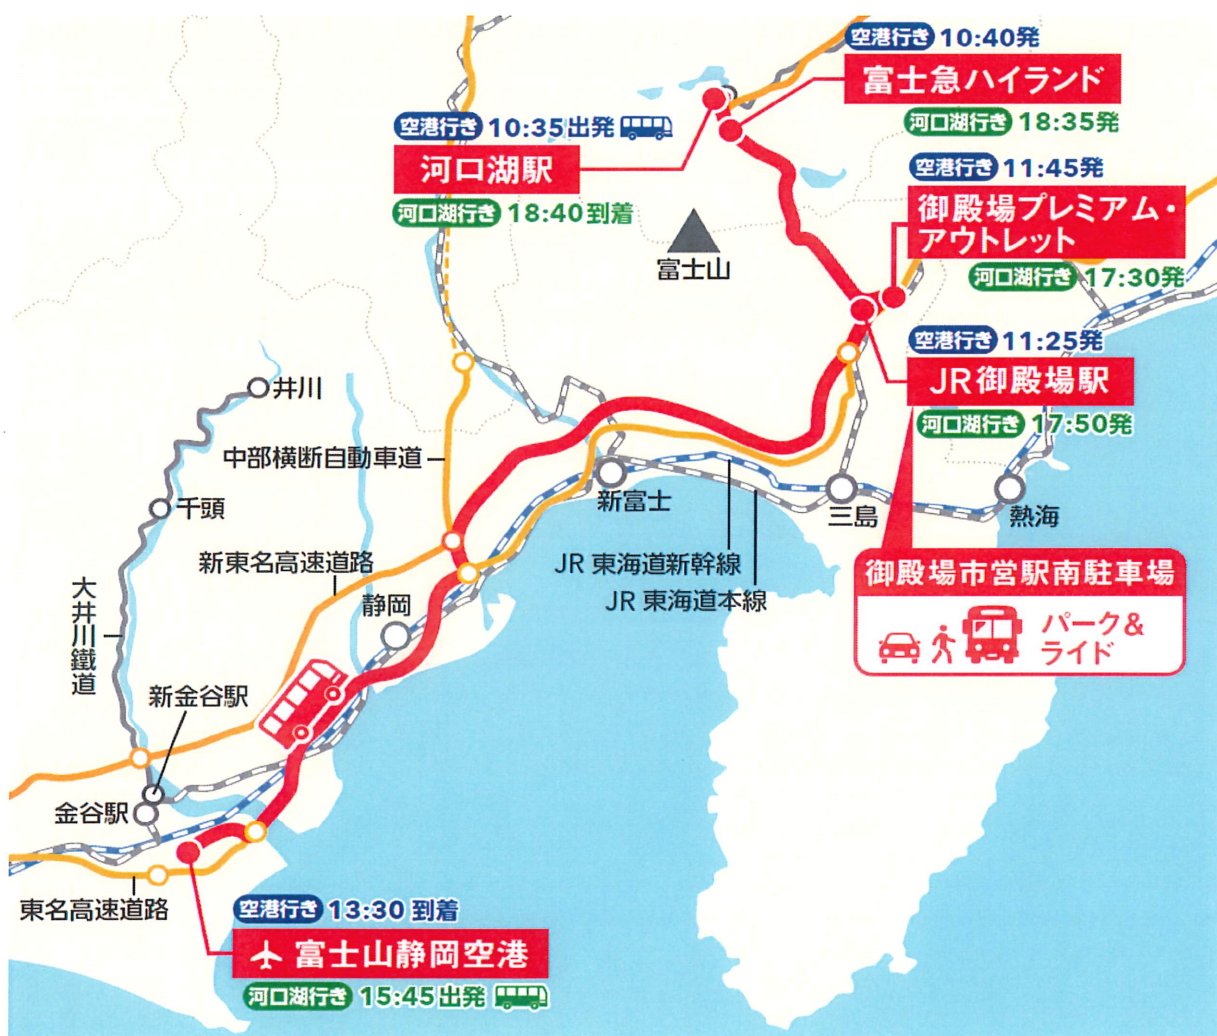 空港行き 10:40発
富士急ハイランド
河口湖行き 18:35発
空港行き 10:35出発
河口湖駅
河口湖行き 18:40到着
空港行き 11:45発
御殿場プレミアム・
アウトレット
河口湖行き 17:30発
富士山
空港行き 11:25発
JR御殿場駅
河口湖行き 17:50発
井川
中部横断自動車道
千頭
新富士
三島
熱海
新東名高速道路
JR 東海道新幹線
JR 東海道本線
御殿場市営駅南駐車場
パーク&
ライド
静岡
大井川鐵道
新金谷駅
金谷駅
東名高速道路
空港行き 13:30 到着
富士山静岡空港
河口湖行き 15:45出発